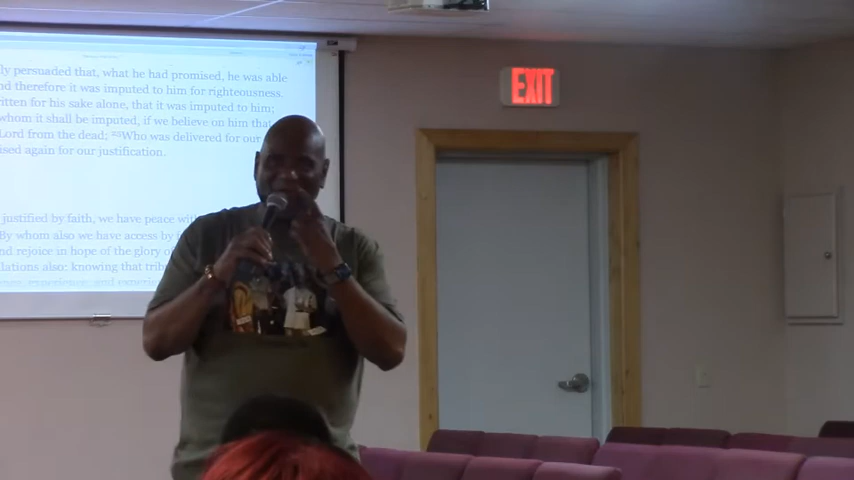 ly persuaded that, what he had promised, he was able
nd therefore it was imputed to him for righteousness.
itten for his sake alone, that it was imputed to him;
whom it shall be imputed, if we believe on him that
Lord from the dead; 25Who was delivered for our
ised again for our justification.
EXIT
justified by faith, we have peace with
By whom also we have access by
nd rejoice in hope of the glory of
lations also: knowing that trib